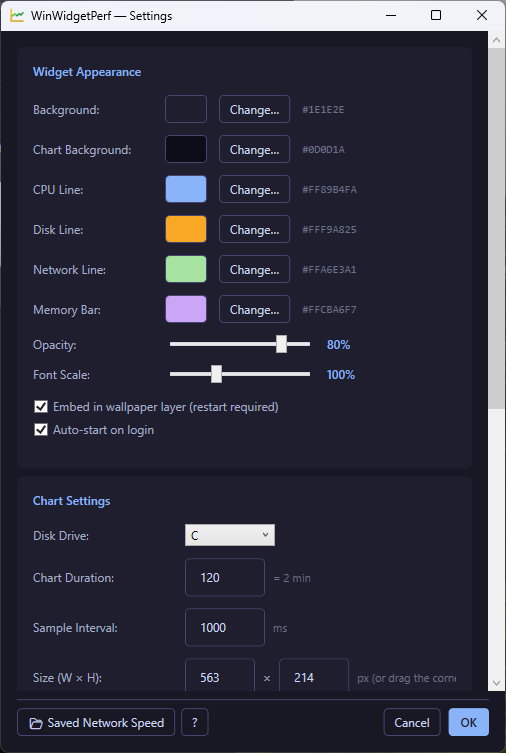 WinWidgetPerf — Settings
Widget Appearance
Background: Change... #1E1E2E
Chart Background: Change... #0D0D1A
CPU Line: Change... #FF89B4FA
Disk Line: Change... #FFF9A825
Network Line: Change... #FFA6E3A1
Memory Bar: Change... #FFCBA6F7
Opacity: 80%
Font Scale: 100%
Embed in wallpaper layer (restart required)
Auto-start on login
Chart Settings
Disk Drive: C
Chart Duration: 120 = 2 min
Sample Interval: 1000 ms
Size (W × H): 563 × 214 px (or drag the corne
Saved Network Speed ? Cancel OK